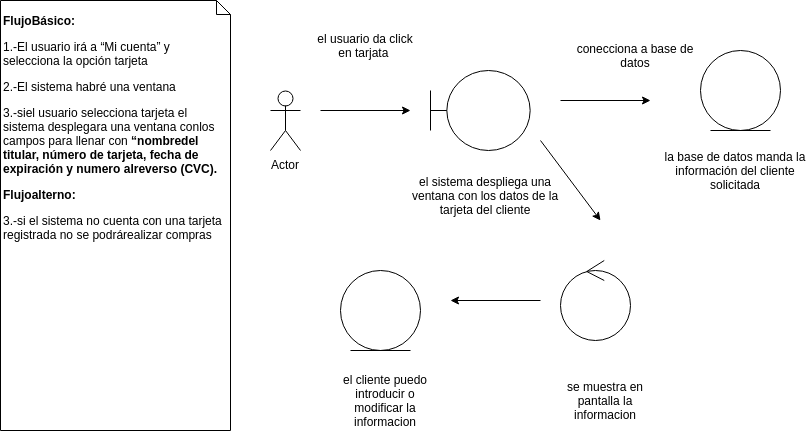 FlujoBásico:
1.-El usuario irá a “Mi cuenta” y
selecciona la opción tarjeta
2.-El sistema habré una ventana
3.-siel usuario selecciona tarjeta el
sistema desplegara una ventana conlos
campos para llenar con “nombredel
titular, número de tarjeta, fecha de
expiración y numero alreverso (CVC).
Flujoalterno:
3.-si el sistema no cuenta con una tarjeta
registrada no se podrárealizar compras
el usuario da click
en tarjata
Actor
el sistema despliega una
ventana con los datos de la
tarjeta del cliente
conecciona a base de
datos
la base de datos manda la
información del cliente
solicitada
el cliente puedo
introducir o
modificar la
informacion
se muestra en
pantalla la
informacion